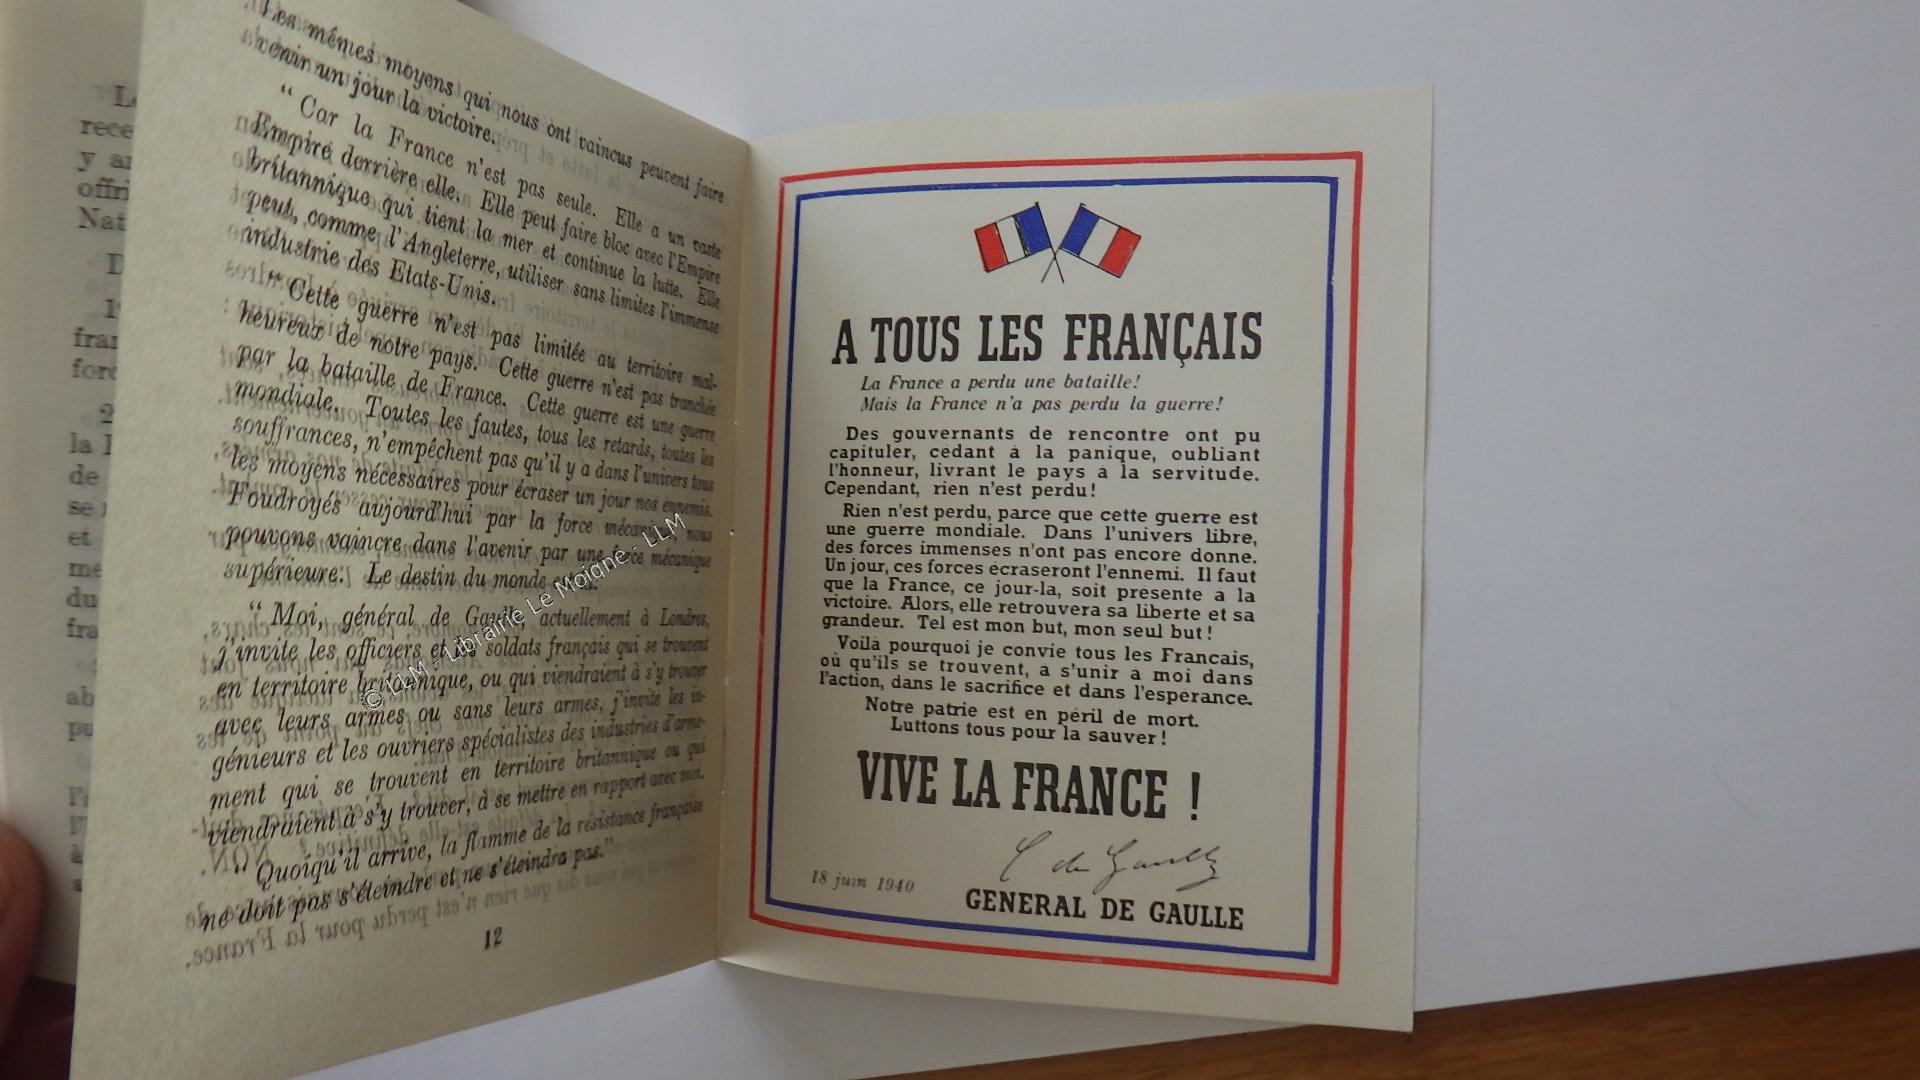 Les mêmes moyens qui nous ont vaincus peuvent faire
venir un jour la victoire.
“ Car la France n'est pas seule. Elle a un vaste
Empire derrière elle. Elle peut faire bloc avec l'Empire
britannique qui tient la mer et continue la lutte. Elle
peut, comme l'Angleterre, utiliser sans limites l'immense
industrie des Etats-Unis.
“ Cette guerre n'est pas limitée au territoire mal-
heureux de notre pays. Cette guerre n'est pas tranchée
par la bataille de France. Cette guerre est une guerre
mondiale. Toutes les fautes, tous les retards, toutes les
souffrances, n'empêchent pas qu'il y a dans l'univers tous
les moyens nécessaires pour écraser un jour nos ennemis.
Foudroyés aujourd'hui par la force mécanique, nous
pouvons vaincre dans l'avenir par une force mécanique
supérieure: Le destin du monde est là.
“ Moi, général de Gaulle, actuellement à Londres,
j'invite les officiers et les soldats français qui se trouvent
en territoire britannique, ou qui viendraient à s'y trouver
avec leurs armes ou sans leurs armes, j'invite les in-
génieurs et les ouvriers spécialistes des industries d'arme-
ment qui se trouvent en territoire britannique ou qui
viendraient à s'y trouver, à se mettre en rapport avec moi.
“ Quoiqu'il arrive, la flamme de la résistance française
ne doit pas s'éteindre et ne s'éteindra pas.”
12
© LLM - Librairie Le Moigne - LLM
A TOUS LES FRANÇAIS
La France a perdu une bataille!
Mais la France n'a pas perdu la guerre!
Des gouvernants de rencontre ont pu
capituler, cédant à la panique, oubliant
l'honneur, livrant le pays à la servitude.
Cependant, rien n'est perdu!
Rien n'est perdu, parce que cette guerre est
une guerre mondiale. Dans l'univers libre,
des forces immenses n'ont pas encore donne.
Un jour, ces forces écraseront l'ennemi. Il faut
que la France, ce jour-la, soit présente à la
victoire. Alors, elle retrouvera sa liberte et sa
grandeur. Tel est mon but, mon seul but!
Voilà pourquoi je convie tous les Francais,
où qu'ils se trouvent, à s'unir à moi dans
l'action, dans le sacrifice et dans l'espérance.
Notre patrie est en péril de mort.
Luttons tous pour la sauver!
VIVE LA FRANCE !
C de Gaulle
18 juin 1940
GENERAL DE GAULLE